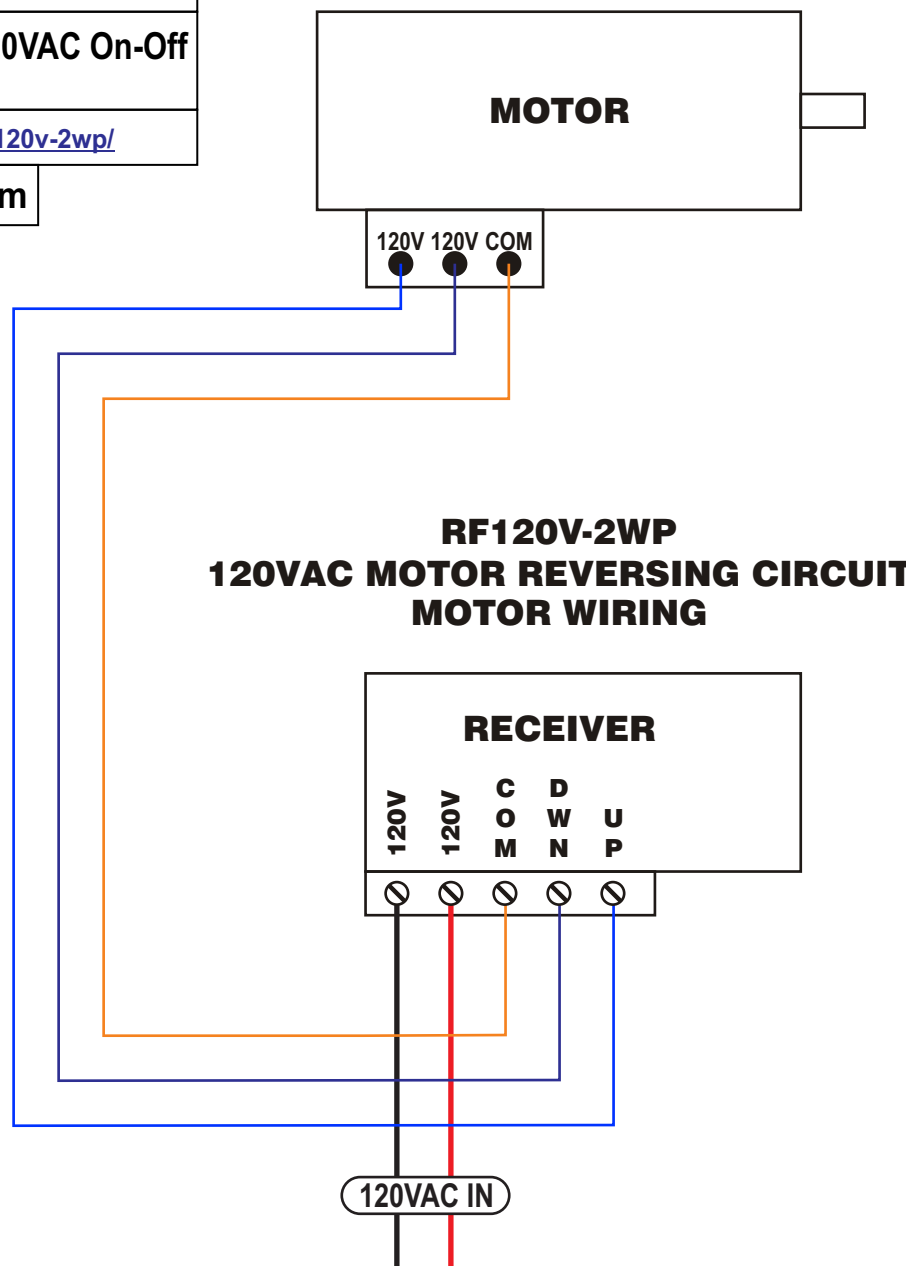 0VAC On-Off
120v-2wp/
m
MOTOR
120V 120V COM
RF120V-2WP
120VAC MOTOR REVERSING CIRCUIT
MOTOR WIRING
RECEIVER
120V 120V COM DWN UP
120VAC IN